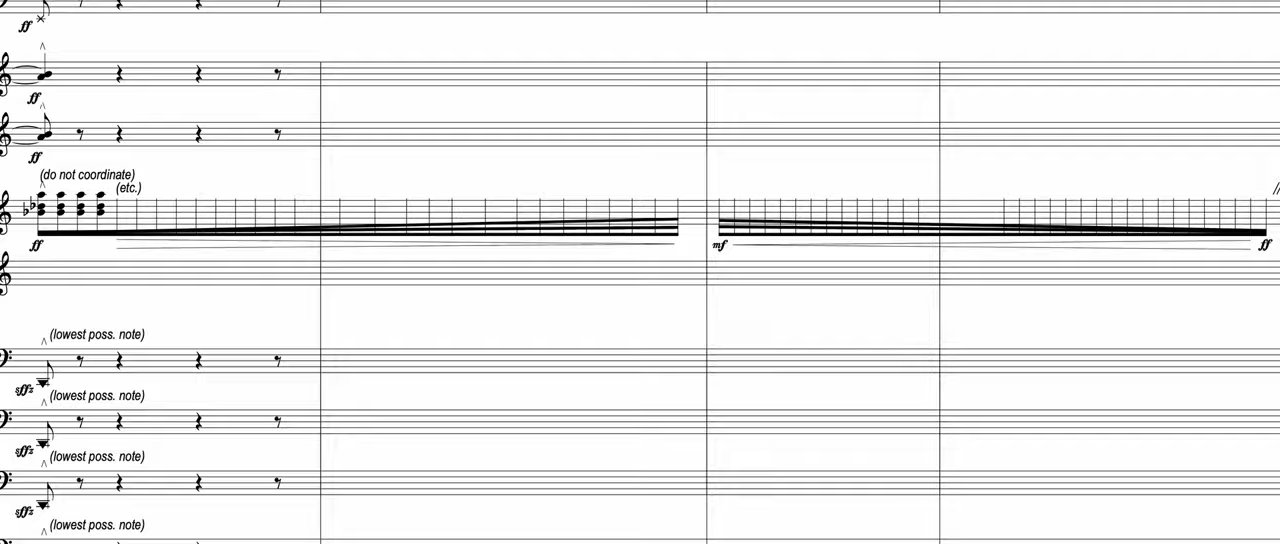 ff
ff
ff
(do not coordinate)
(etc.)
ff
mf
ff
(lowest poss. note)
sffz
(lowest poss. note)
sffz
(lowest poss. note)
sffz
(lowest poss. note)